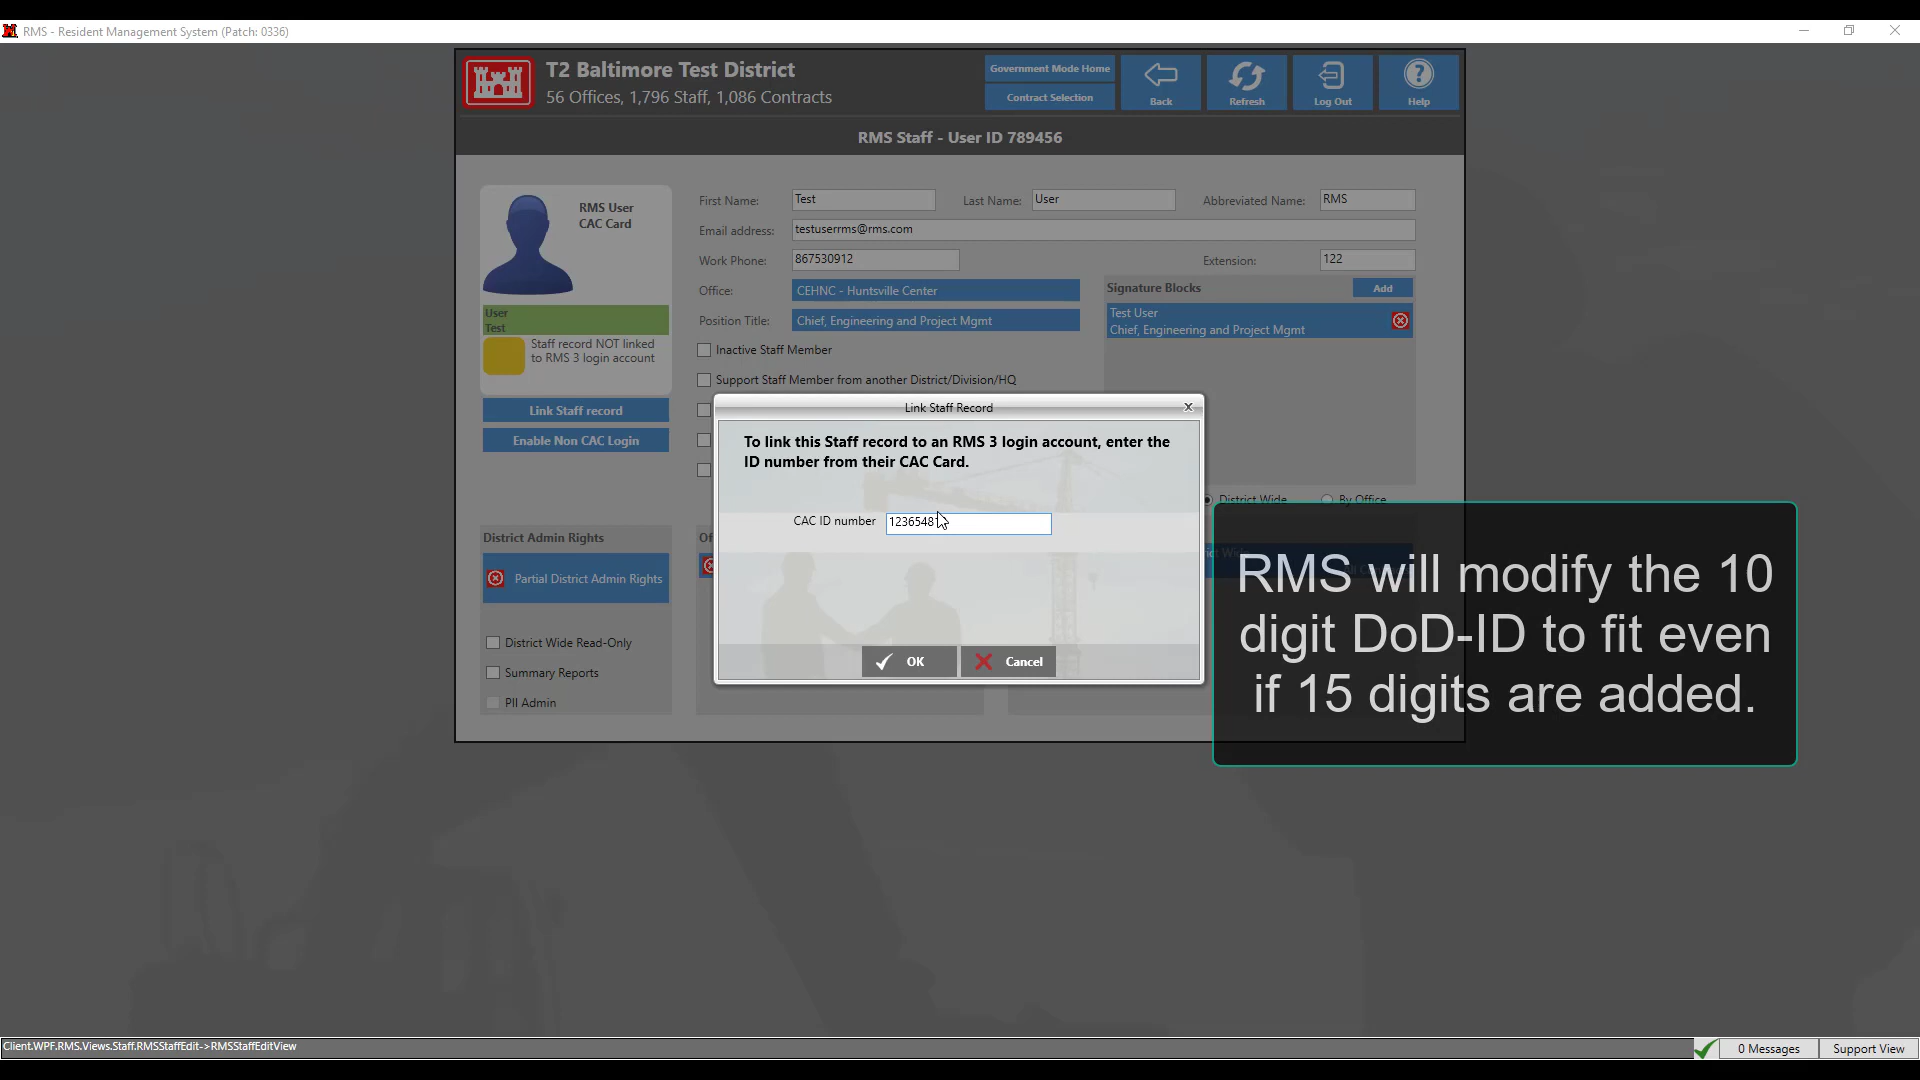 RMS - Resident Management System (Patch: 0336)
T2 Baltimore Test District
56 Offices, 1,796 Staff, 1,086 Contracts
Government Mode Home
Contract Selection
Back
Refresh
Log Out
Help
RMS Staff - User ID 789456
RMS User
CAC Card
User
Test
Staff record NOT linked
to RMS 3 login account
Link Staff record
Enable Non CAC Login
First Name: Test
Last Name: User
Abbreviated Name: RMS
Email address: testuserrms@rms.com
Work Phone: 867530912
Extension: 122
Office: CEHNC - Huntsville Center
Position Title: Chief, Engineering and Project Mgmt
Signature Blocks
Add
Test User
Chief, Engineering and Project Mgmt
Inactive Staff Member
Support Staff Member from another District/Division/HQ
Link Staff Record
To link this Staff record to an RMS 3 login account, enter the
ID number from their CAC Card.
CAC ID number
OK
Cancel
District Wide
By Office
District Admin Rights
Partial District Admin Rights
District Wide Read-Only
Summary Reports
PII Admin
RMS will modify the 10
digit DoD-ID to fit even
if 15 digits are added.
Client.WPF.RMS.Views.Staff.RMSStaffEdit->RMSStaffEditView
0 Messages
Support View